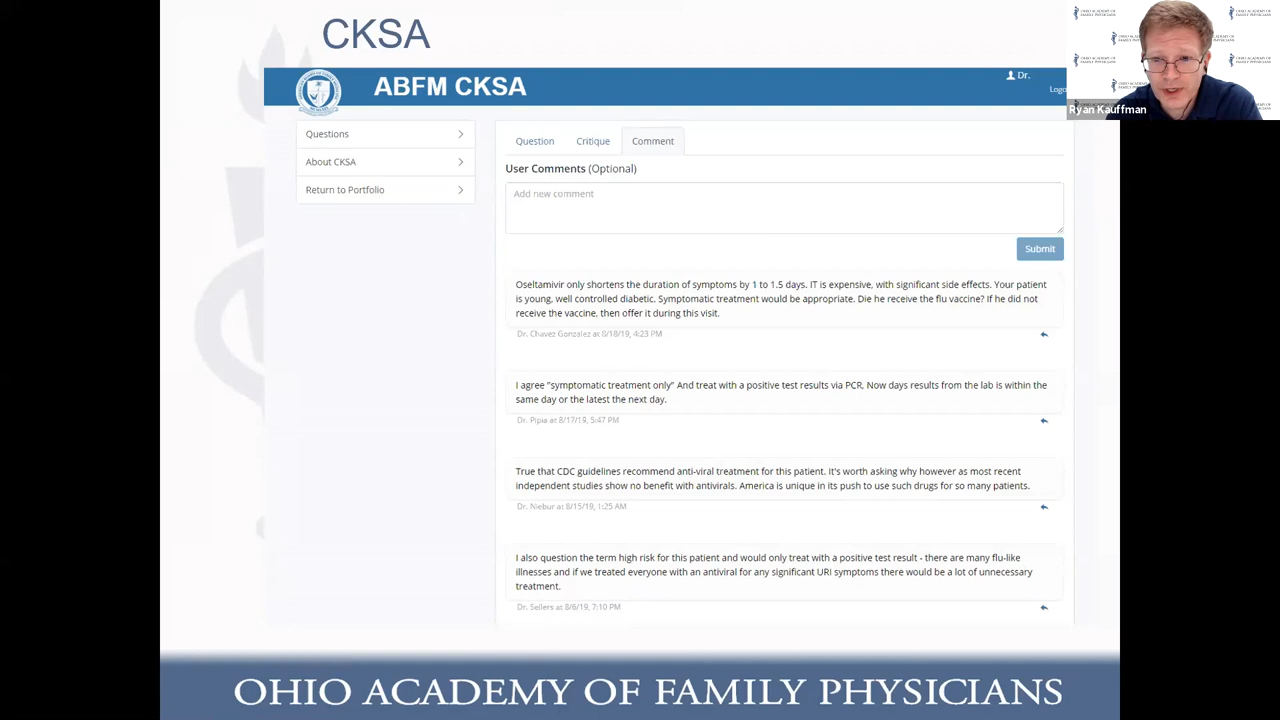 CKSA
ABFM CKSA
Dr.
Logo
Ryan Kauffman
Questions
About CKSA
Return to Portfolio
Question Critique Comment
User Comments (Optional)
Add new comment
Submit
Oseltamivir only shortens the duration of symptoms by 1 to 1.5 days. IT is expensive, with significant side effects. Your patient
is young, well controlled diabetic. Symptomatic treatment would be appropriate. Die he receive the flu vaccine? If he did not
receive the vaccine, then offer it during this visit.
Dr. Chavez Gonzalez at 8/18/19, 4:23 PM
I agree "symptomatic treatment only" And treat with a positive test results via PCR, Now days results from the lab is within the
same day or the latest the next day.
Dr. Pipia at 8/17/19, 5:47 PM
True that CDC guidelines recommend anti-viral treatment for this patient. It's worth asking why however as most recent
independent studies show no benefit with antivirals. America is unique in its push to use such drugs for so many patients.
Dr. Niebur at 8/15/19, 1:25 AM
I also question the term high risk for this patient and would only treat with a positive test result - there are many flu-like
illnesses and if we treated everyone with an antiviral for any significant URI symptoms there would be a lot of unnecessary
treatment.
Dr. Sellers at 8/6/19, 7:10 PM
OHIO ACADEMY OF FAMILY PHYSICIANS